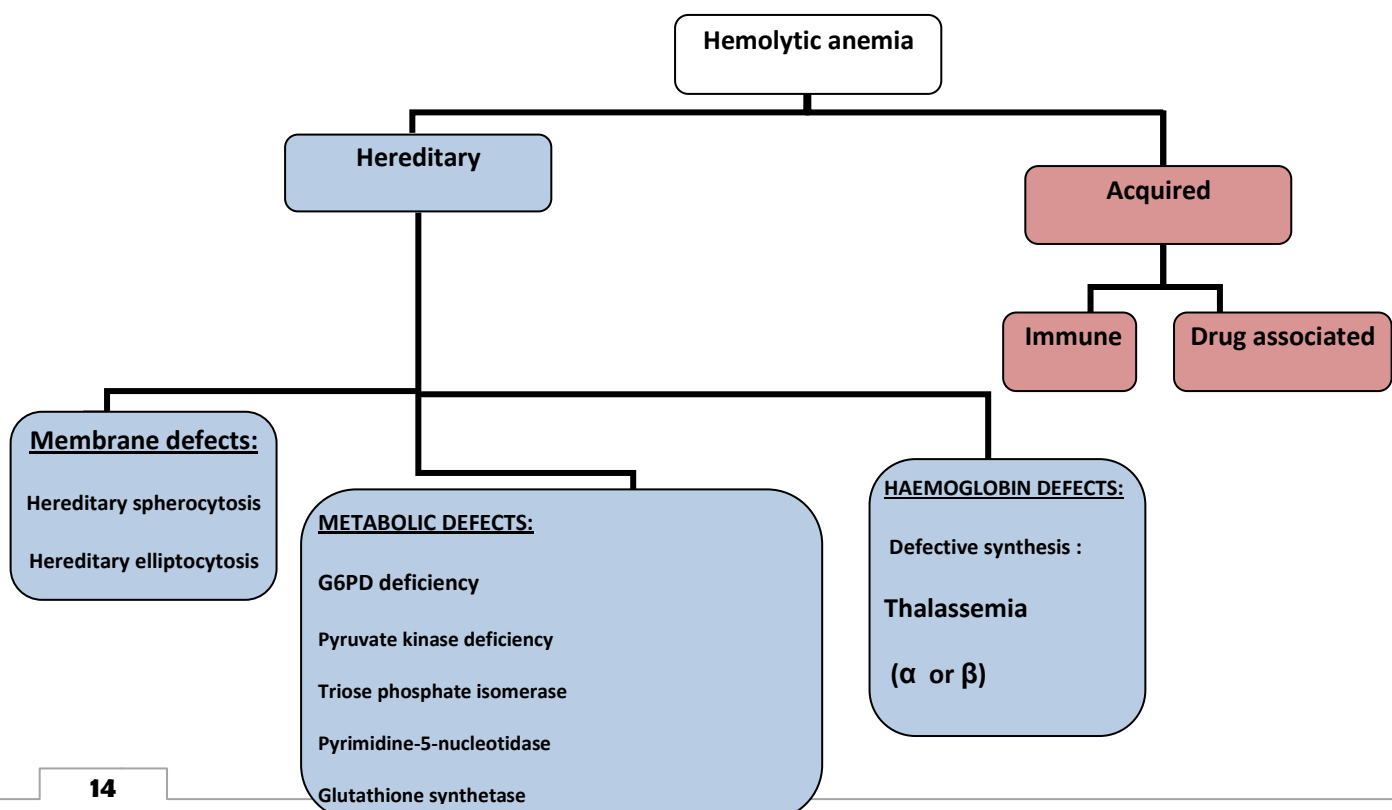 Hemolytic anemia
Hereditary
Acquired
Immune
Drug associated
Membrane defects:
Hereditary spherocytosis
Hereditary elliptocytosis
METABOLIC DEFECTS:
G6PD deficiency
Pyruvate kinase deficiency
Triose phosphate isomerase
Pyrimidine-5-nucleotidase
Glutathione synthetase
HAEMOGLOBIN DEFECTS:
Defective synthesis :
Thalassemia
(α or β)
14